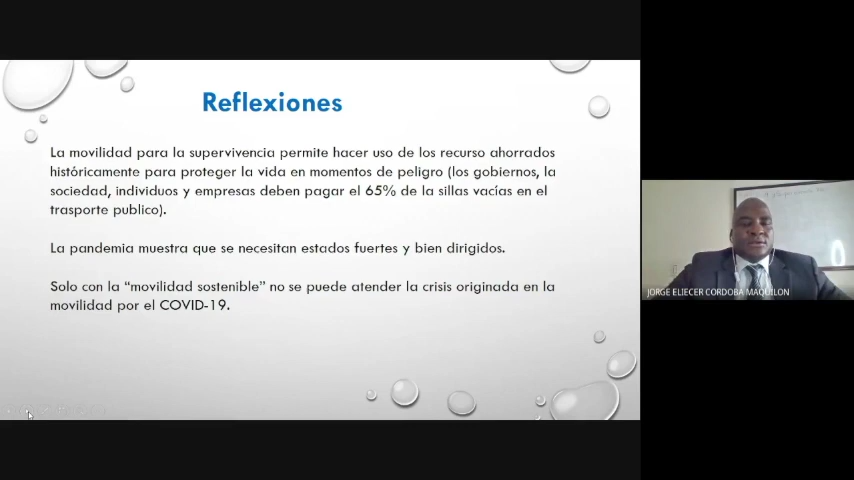 Reflexiones
La movilidad para la supervivencia permite hacer uso de los recurso ahorrados
históricamente para proteger la vida en momentos de peligro (los gobiernos, la
sociedad, individuos y empresas deben pagar el 65% de la sillas vacías en el
trasporte publico).
La pandemia muestra que se necesitan estados fuertes y bien dirigidos.
Solo con la “movilidad sostenible” no se puede atender la crisis originada en la
movilidad por el COVID-19.
JORGE ELIECER CORDOBA MAQUILON